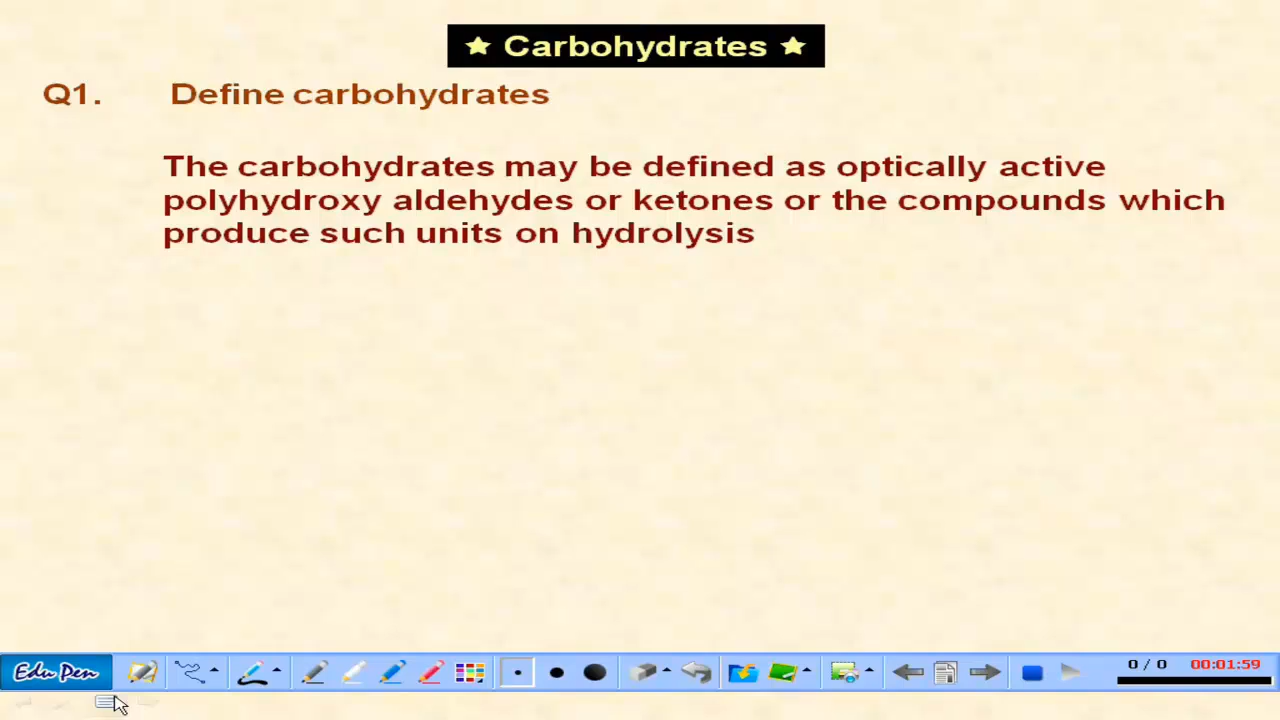 ★ Carbohydrates ★
Q1. Define carbohydrates
The carbohydrates may be defined as optically active
polyhydroxy aldehydes or ketones or the compounds which
produce such units on hydrolysis
Edu Pen 0 / 0 00:01:59